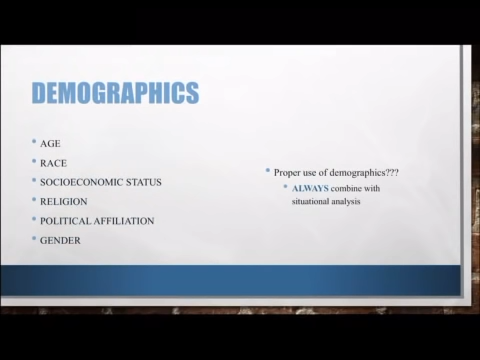 DEMOGRAPHICS
AGE
RACE
SOCIOECONOMIC STATUS
RELIGION
POLITICAL AFFILIATION
GENDER
Proper use of demographics???
ALWAYS combine with
situational analysis